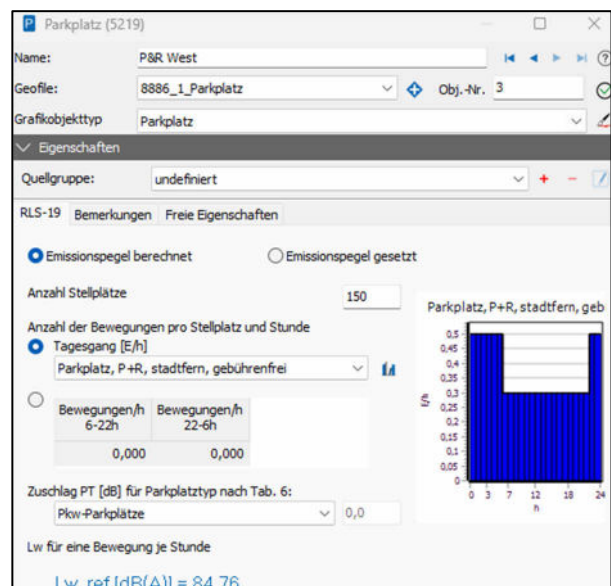 Parkplatz (5219)
Name: P&R West
Geofile: 8886_1_Parkplatz Obj.-Nr. 3
Grafikobjekttyp Parkplatz
Eigenschaften
Quellgruppe: undefiniert
RLS-19 Bemerkungen Freie Eigenschaften
Emissionspegel berechnet Emissionspegel gesetzt
Anzahl Stellplätze 150
Anzahl der Bewegungen pro Stellplatz und Stunde
Tagesgang [E/h]
Parkplatz, P+R, stadtfern, gebührenfrei
Bewegungen/h Bewegungen/h
6-22h 22-6h
0,000 0,000
Zuschlag PT [dB] für Parkplatztyp nach Tab. 6:
Pkw-Parkplätze 0,0
Lw für eine Bewegung je Stunde
Lw, ref [dB(A)] = 84,76
Parkplatz, P+R, stadtfern, geb
0,5
0,45
0,4
0,35
0,3
0,25
0,2
0,15
0,1
0,05
0
E/h
0 3 7 12 18 24
h